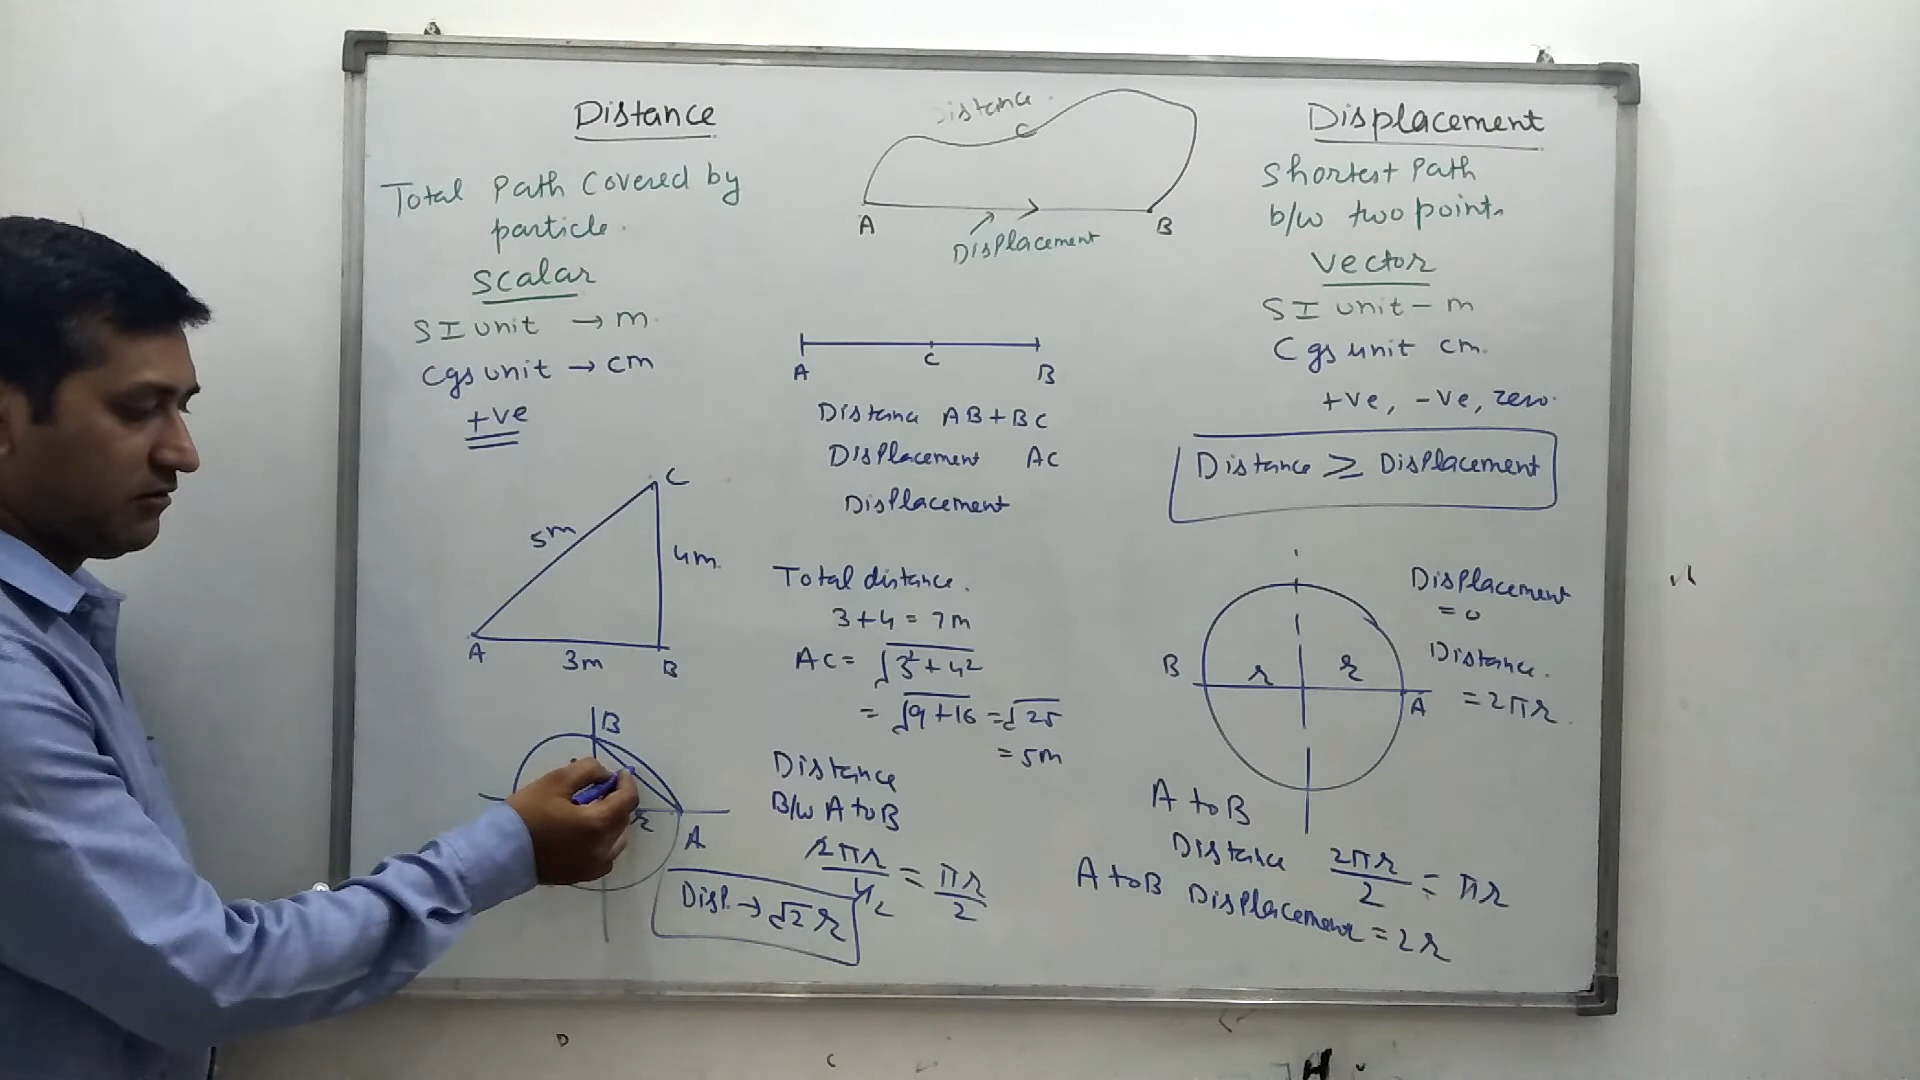 Distance
Total Path Covered by
particle.
Scalar
SI unit → m
Cgs unit → cm
+ve
C
5m
4m.
A
3m
B
B
r
A
Disp. → √2 r
Distance
C
A
B
Displacement
A
C
B
Distance AB + BC
Displacement AC
Displacement
Total distance.
3+4 = 7m
AC = √3²+4²
= √9+16 = √25
= 5m
Distance
B/w A to B
2πr/4 2 = πr/2
Displacement
Shortest Path
b/w two points
Vector
SI unit - m
Cgs unit cm.
+ve, -ve, zero.
Distance ≥ Displacement
Displacement
= 0
Distance.
= 2πr.
B
r
r
A
A to B
Distance 2πr/2 = πr
A to B Displacement = 2r